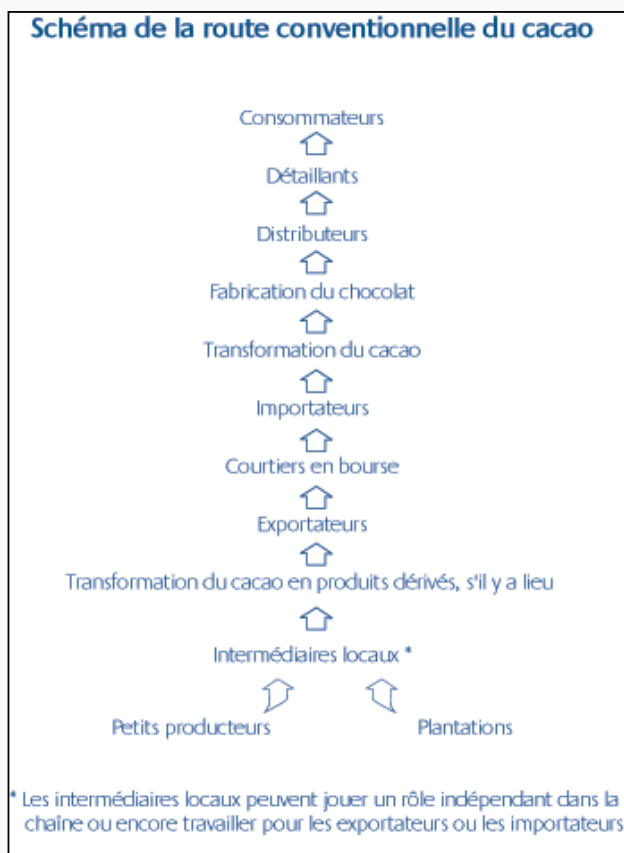 Schéma de la route conventionnelle du cacao
Consommateurs
Détaillants
Distributeurs
Fabrication du chocolat
Transformation du cacao
Importateurs
Courtiers en bourse
Exportateurs
Transformation du cacao en produits dérivés, s'il y a lieu
Intermédiaires locaux *
Petits producteurs Plantations
* Les intermédiaires locaux peuvent jouer un rôle indépendant dans la
chaîne ou encore travailler pour les exportateurs ou les importateurs